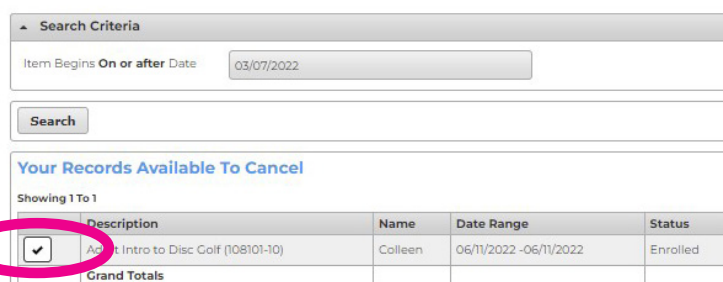 Search Criteria
Item Begins On or after Date 03/07/2022
Search
Your Records Available To Cancel
Showing 1 To 1
Description Name Date Range Status
Intro to Disc Golf (108101-10) Colleen 06/11/2022 -06/11/2022 Enrolled
Grand Totals